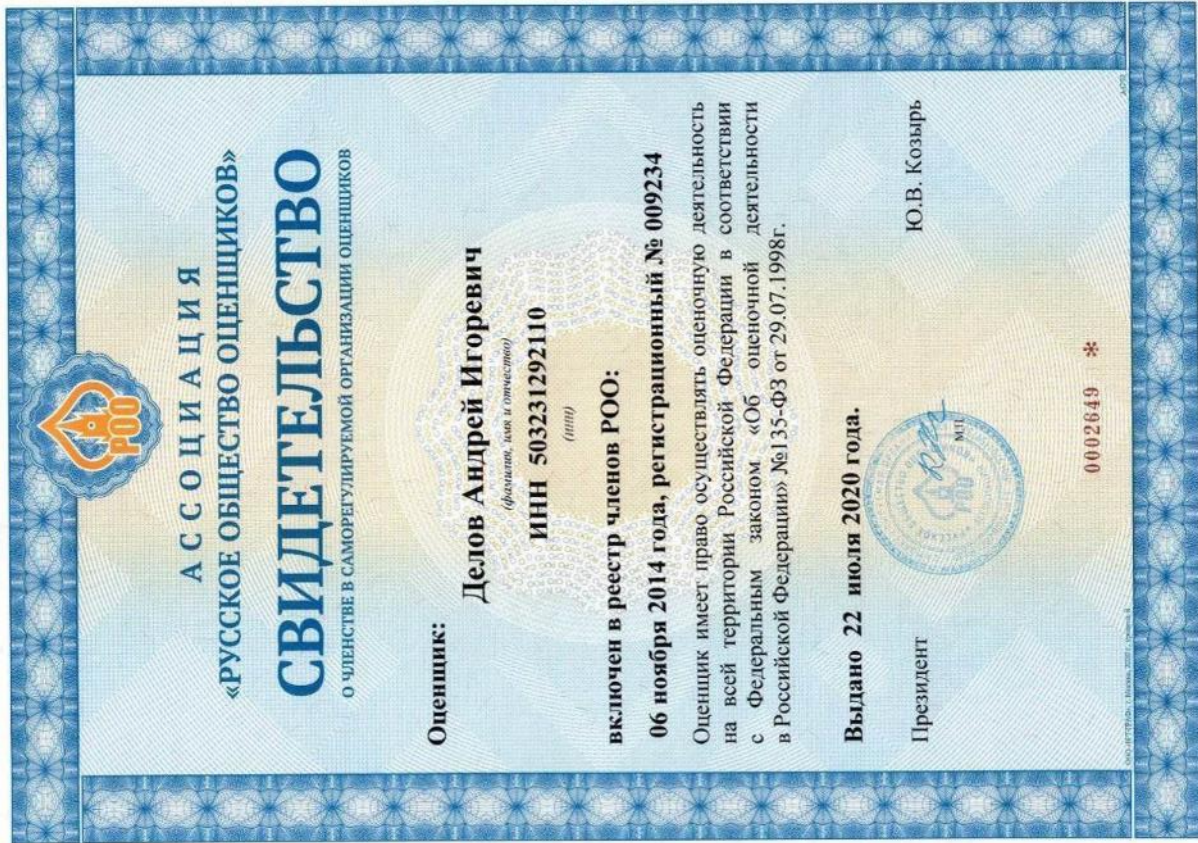 РОО
АССОЦИАЦИЯ
«РУССКОЕ ОБЩЕСТВО ОЦЕНЩИКОВ»
СВИДЕТЕЛЬСТВО
О ЧЛЕНСТВЕ В САМОРЕГУЛИРУЕМОЙ ОРГАНИЗАЦИИ ОЦЕНЩИКОВ
Оценщик:
Делов Андрей Игоревич
(фамилия, имя и отчество)
ИНН 503231292110
(инн)
включен в реестр членов РОО:
06 ноября 2014 года, регистрационный № 009234
Оценщик имеет право осуществлять оценочную деятельность
на всей территории Российской Федерации в соответствии
с Федеральным законом «Об оценочной деятельности
в Российской Федерации» №135-ФЗ от 29.07.1998г.
Выдано 22 июля 2020 года.
Президент
РОО
М.П.
Ю.В. Козырь
0002649 *